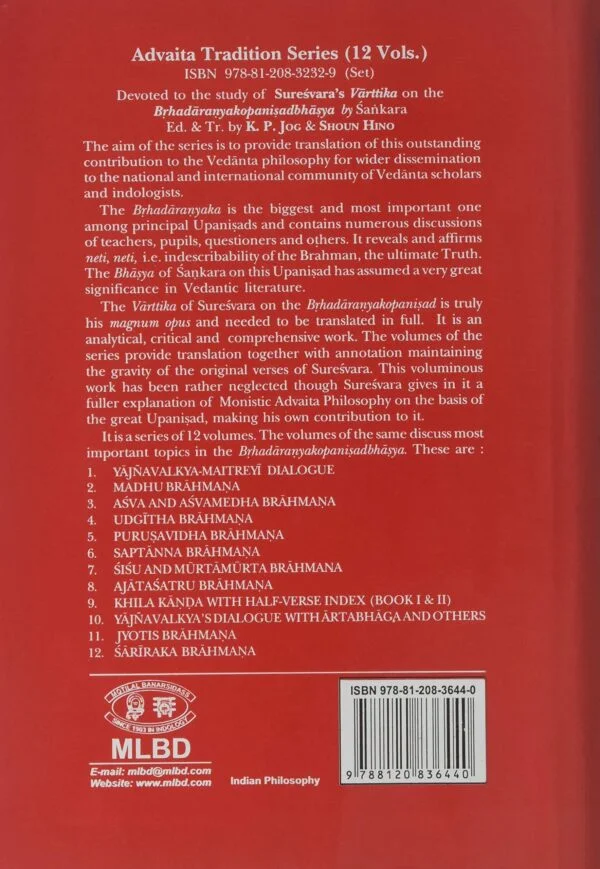 Advaita Tradition Series (12 Vols.)
ISBN 978-81-208-3232-9 (Set)
Devoted to the study of Sureśvara's Vārttika on the
Bṛhadāraṇyakopaniṣadbhāṣya by Śaṅkara
Ed. & Tr. by K. P. JOG & SHOUN HINO
The aim of the series is to provide translation of this outstanding
contribution to the Vedānta philosophy for wider dissemination
to the national and international community of Vedānta scholars
and indologists.
The Bṛhadāraṇyaka is the biggest and most important one
among principal Upaniṣads and contains numerous discussions
of teachers, pupils, questioners and others. It reveals and affirms
neti, neti, i.e. indescribability of the Brahman, the ultimate Truth.
The Bhāṣya of Śaṅkara on this Upaniṣad has assumed a very great
significance in Vedantic literature.
The Vārttika of Sureśvara on the Bṛhadāraṇyakopaniṣad is truly
his magnum opus and needed to be translated in full. It is an
analytical, critical and comprehensive work. The volumes of the
series provide translation together with annotation maintaining
the gravity of the original verses of Sureśvara. This voluminous
work has been rather neglected though Sureśvara gives in it a
fuller explanation of Monistic Advaita Philosophy on the basis of
the great Upaniṣad, making his own contribution to it.
It is a series of 12 volumes. The volumes of the same discuss most
important topics in the Bṛhadāraṇyakopaniṣadbhāṣya. These are :
1. YĀJÑAVALKYA-MAITREYĪ DIALOGUE
2. MADHU BRĀHMAṆA
3. AŚVA AND AŚVAMEDHA BRĀHMAṆA
4. UDGĪTHA BRĀHMAṆA
5. PURUṢAVIDHA BRĀHMAṆA
6. SAPTĀNNA BRĀHMAṆA
7. ŚIŚU AND MŪRTĀMŪRTA BRĀHMAṆA
8. AJĀTAŚATRU BRĀHMAṆA
9. KHILA KĀṆḌA WITH HALF-VERSE INDEX (BOOK I & II)
10. YĀJÑAVALKYA'S DIALOGUE WITH ĀRTABHĀGA AND OTHERS
11. JYOTIS BRĀHMAṆA
12. ŚĀRĪRAKA BRĀHMAṆA
MOTILAL BANARSIDASS
SINCE 1903 IN INDOLOGY
MLBD
E-mail: mlbd@mlbd.com
Website: www.mlbd.com
Indian Philosophy
ISBN 978-81-208-3644-0
9 788120 836440